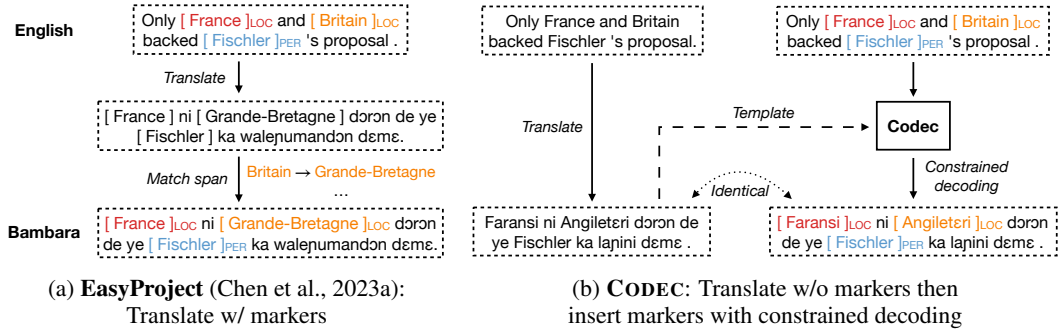 English
Only [ France ]LOC and [ Britain ]LOC
backed [ Fischler ]PER 's proposal .
Translate
[ France ] ni [ Grande-Bretagne ] dɔrɔn de ye
[ Fischler ] ka waleɲumandɔn dɛmɛ.
Match span
Britain → Grande-Bretagne
...
Bambara
[ France ]LOC ni [ Grande-Bretagne ]LOC dɔrɔn
de ye [ Fischler ]PER ka waleɲumandɔn dɛmɛ.
(a) EasyProject (Chen et al., 2023a):
Translate w/ markers
Only France and Britain
backed Fischler 's proposal.
Translate
Faransi ni Angiletɛri dɔrɔn de
ye Fischler ka laɲini dɛmɛ .
Template
Identical
Only [ France ]LOC and [ Britain ]LOC
backed [ Fischler ]PER 's proposal .
Codec
Constrained
decoding
[ Faransi ]LOC ni [ Angiletɛri ]LOC dɔrɔn
de ye [ Fischler ]PER ka laɲini dɛmɛ .
(b) CODEC: Translate w/o markers then
insert markers with constrained decoding